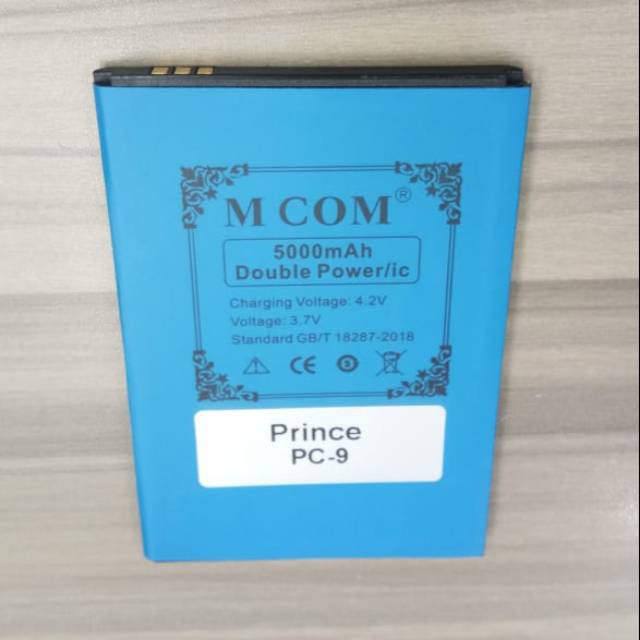 M COM®
5000mAh
Double Power/ic
Charging Voltage: 4.2V
Voltage: 3.7V
Standard GB/T 18287-2018
CE
Prince
PC-9